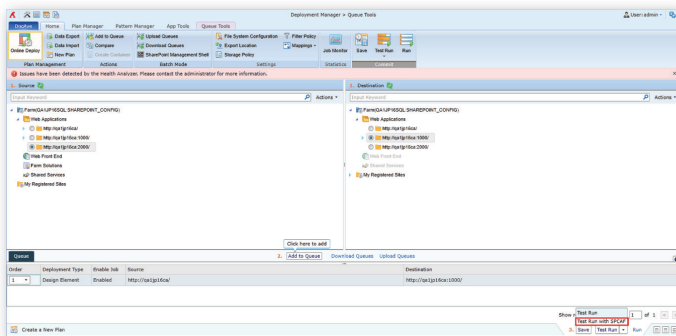 Deployment Manager > Queue Tools
User: admin
DocAve Home Plan Manager Pattern Manager App Tools Queue Tools
Online Deploy
Data Export
Data Import
New Plan
Plan Management
Add to Queue
Compare
Create Container
Actions
Upload Queues
Download Queues
SharePoint Management Shell
Batch Mode
File System Configuration
Export Location
Storage Policy
Filter Policy
Mappings
Settings
Job Monitor
Statistics
Save Test Run Run
Commit
Issues have been detected by the Health Analyzer. Please contact the administrator for more information.
1. Source
Input Keyword
Actions
Farm(QA1JP16SQL:SHAREPOINT_CONFIG)
Web Applications
http://qa1jp16ca/
http://qa1jp16ca:1000/
http://qa1jp16ca:2000/
Web Front End
Farm Solutions
Shared Services
My Registered Sites
1. Destination
Input Keyword
Actions
Farm(QA1JP16SQL:SHAREPOINT_CONFIG)
Web Applications
http://qa1jp16ca/
http://qa1jp16ca:1000/
http://qa1jp16ca:2000/
Web Front End
Shared Services
My Registered Sites
Click here to add
Queue
2. Add to Queue Download Queues Upload Queues
Order Deployment Type Enable Job Source Destination
1 Design Element Enabled http://qa1jp16ca/ http://qa1jp16ca:1000/
Test Run
Test Run with SPCAF
1 of 1
Create a New Plan
3. Save Test Run Run